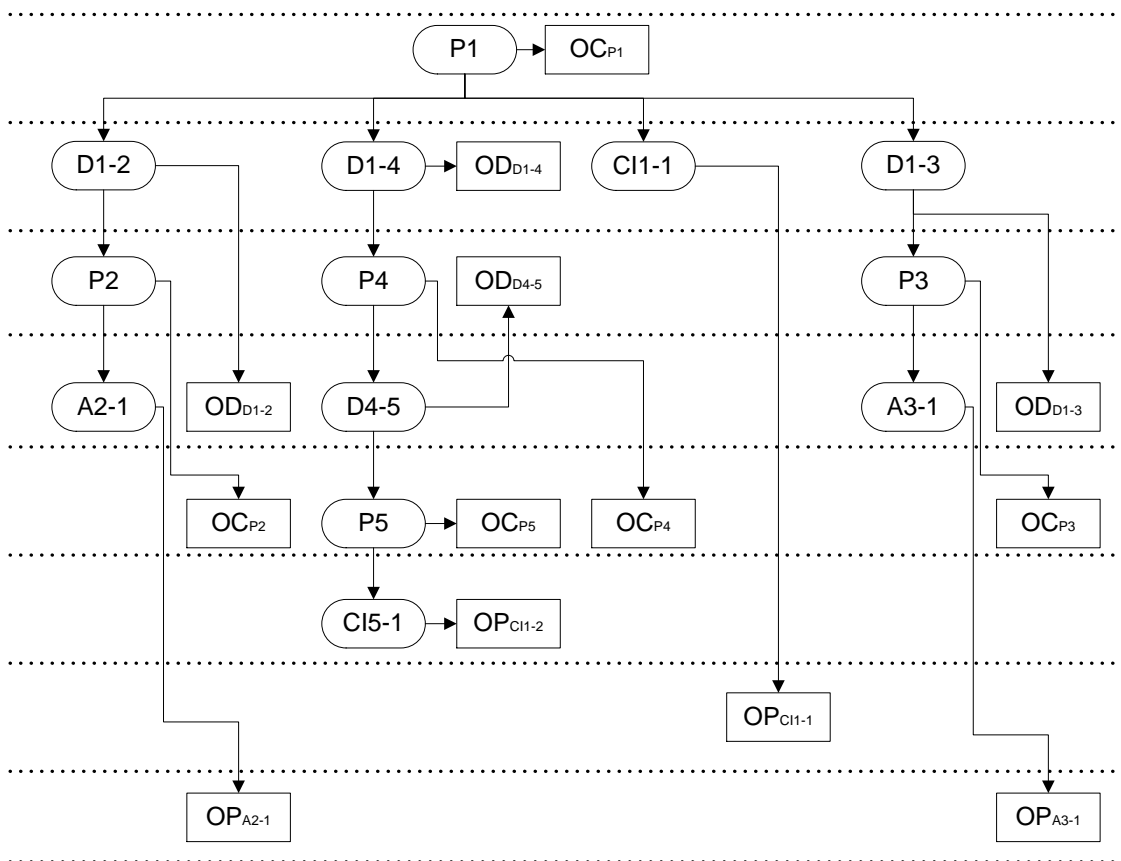 P1 OCP1
D1-2 D1-4 ODD1-4 CI1-1 D1-3
P2 P4 ODD4-5 P3
A2-1 ODD1-2 D4-5 A3-1 ODD1-3
OCP2 P5 OCP5 OCP4 OCP3
CI5-1 OPCI1-2
OPCI1-1
OPA2-1 OPA3-1